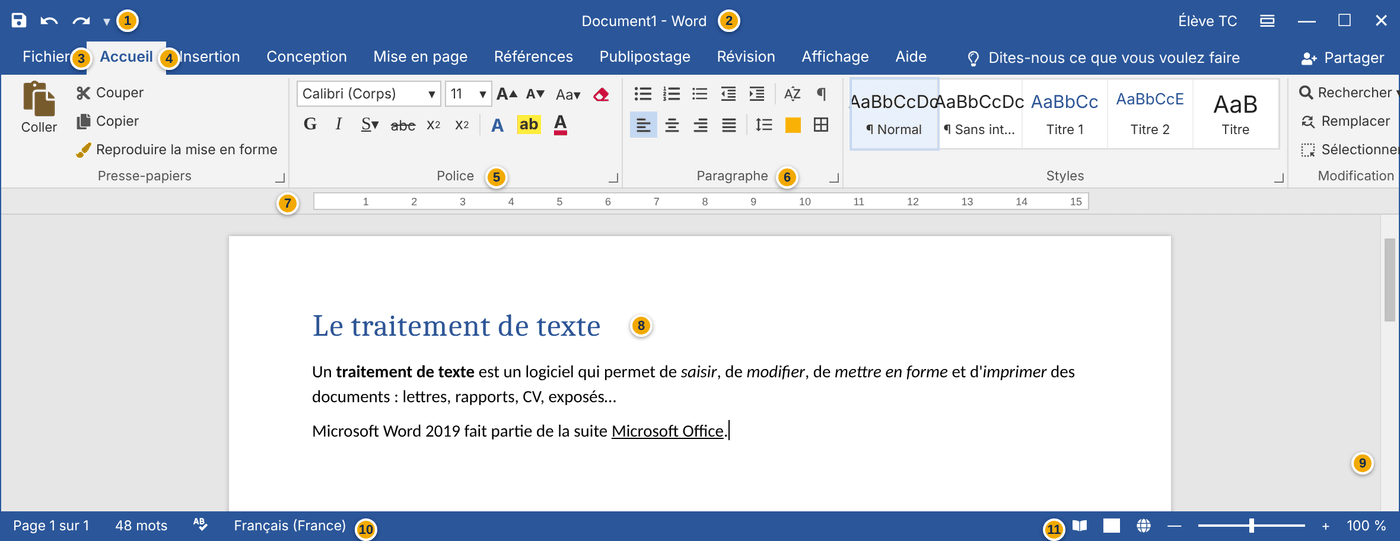 1 Document1 - Word 2 Élève TC
Fichier 3 Accueil 4 Insertion Conception Mise en page Références Publipostage Révision Affichage Aide Dites-nous ce que vous voulez faire Partager
Coller
Couper
Copier
Reproduire la mise en forme
Presse-papiers
Calibri (Corps) 11 A A Aa
G I S abc X2 X2 A ab A
Police 5
AZ ¶
Paragraphe 6
AaBbCcDc AaBbCcDc AaBbCc AaBbCcE AaB
¶ Normal ¶ Sans int... Titre 1 Titre 2 Titre
Styles
Rechercher
Remplacer
Sélectionner
Modification
7 1 2 3 4 5 6 7 8 9 10 11 12 13 14 15
Le traitement de texte 8
Un traitement de texte est un logiciel qui permet de saisir, de modifier, de mettre en forme et d'imprimer des
documents : lettres, rapports, CV, exposés...
Microsoft Word 2019 fait partie de la suite Microsoft Office.
9
Page 1 sur 1 48 mots AB Français (France) 10 11 — + 100 %